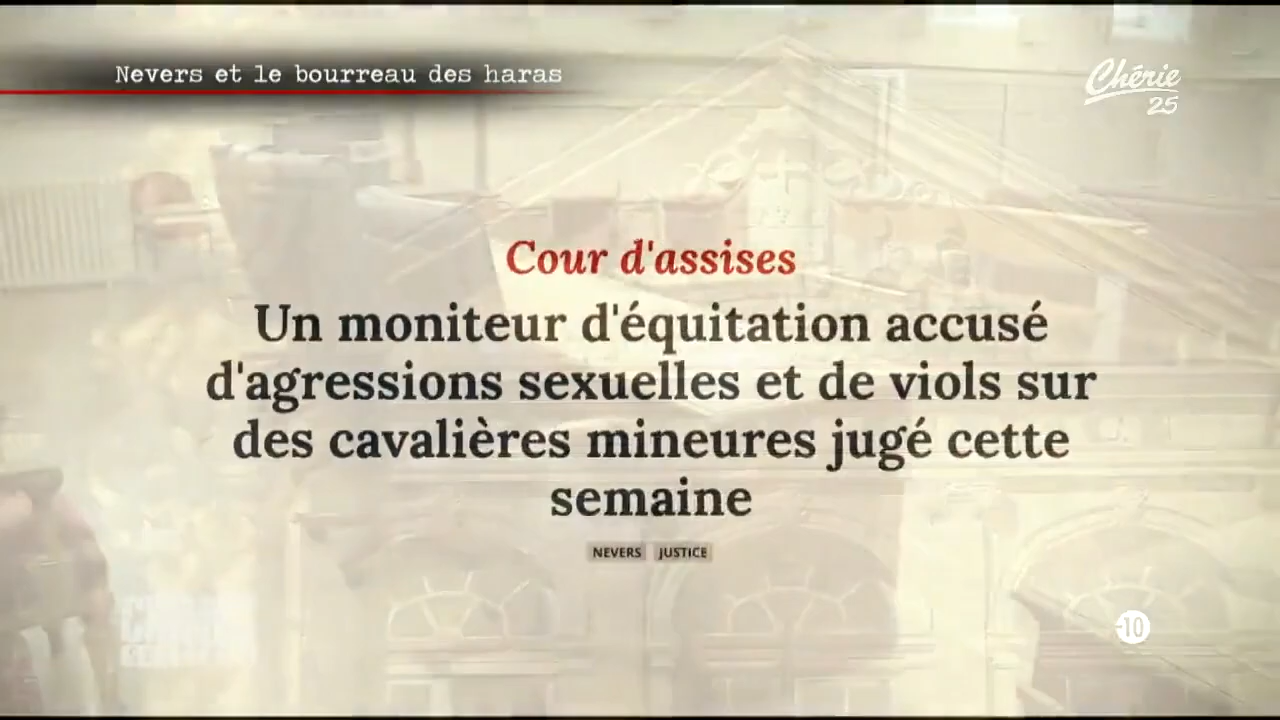 Nevers et le bourreau des haras
Chérie
25
Cour d'assises
Un moniteur d'équitation accusé
d'agressions sexuelles et de viols sur
des cavalières mineures jugé cette
semaine
NEVERS JUSTICE
-10